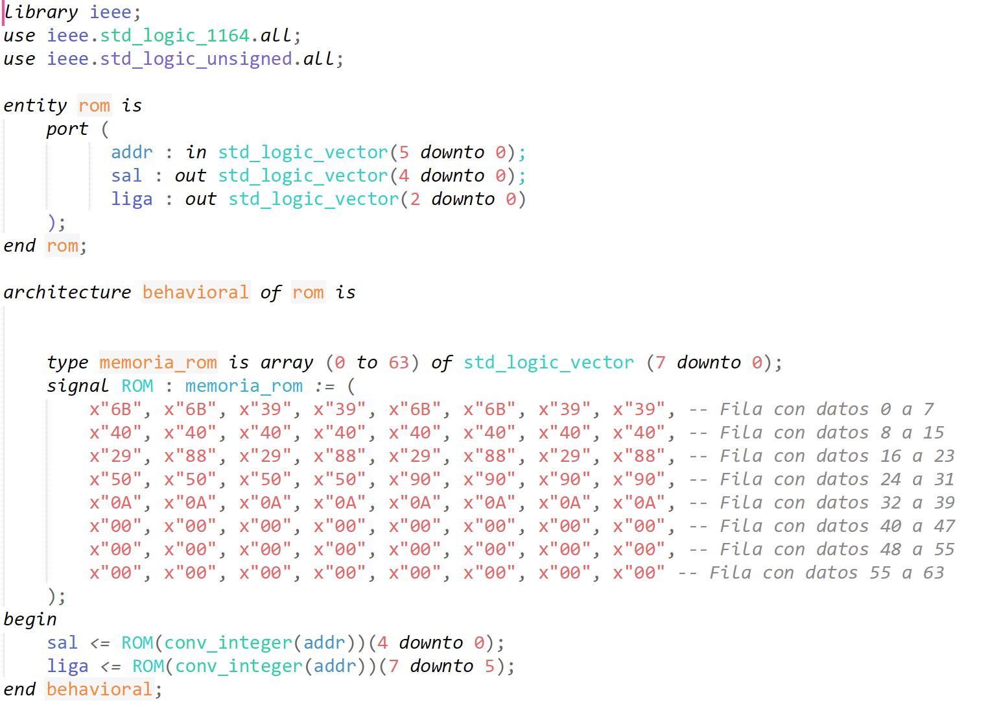 library ieee;
use ieee.std_logic_1164.all;
use ieee.std_logic_unsigned.all;

entity rom is
    port (
          addr : in std_logic_vector(5 downto 0);
          sal : out std_logic_vector(4 downto 0);
          liga : out std_logic_vector(2 downto 0)
    );
end rom;

architecture behavioral of rom is


    type memoria_rom is array (0 to 63) of std_logic_vector (7 downto 0);
    signal ROM : memoria_rom := (
        x"6B", x"6B", x"39", x"39", x"6B", x"6B", x"39", x"39", -- Fila con datos 0 a 7
        x"40", x"40", x"40", x"40", x"40", x"40", x"40", x"40", -- Fila con datos 8 a 15
        x"29", x"88", x"29", x"88", x"29", x"88", x"29", x"88", -- Fila con datos 16 a 23
        x"50", x"50", x"50", x"50", x"90", x"90", x"90", x"90", -- Fila con datos 24 a 31
        x"0A", x"0A", x"0A", x"0A", x"0A", x"0A", x"0A", x"0A", -- Fila con datos 32 a 39
        x"00", x"00", x"00", x"00", x"00", x"00", x"00", x"00", -- Fila con datos 40 a 47
        x"00", x"00", x"00", x"00", x"00", x"00", x"00", x"00", -- Fila con datos 48 a 55
        x"00", x"00", x"00", x"00", x"00", x"00", x"00", x"00" -- Fila con datos 55 a 63
    );
begin
    sal <= ROM(conv_integer(addr))(4 downto 0);
    liga <= ROM(conv_integer(addr))(7 downto 5);
end behavioral;